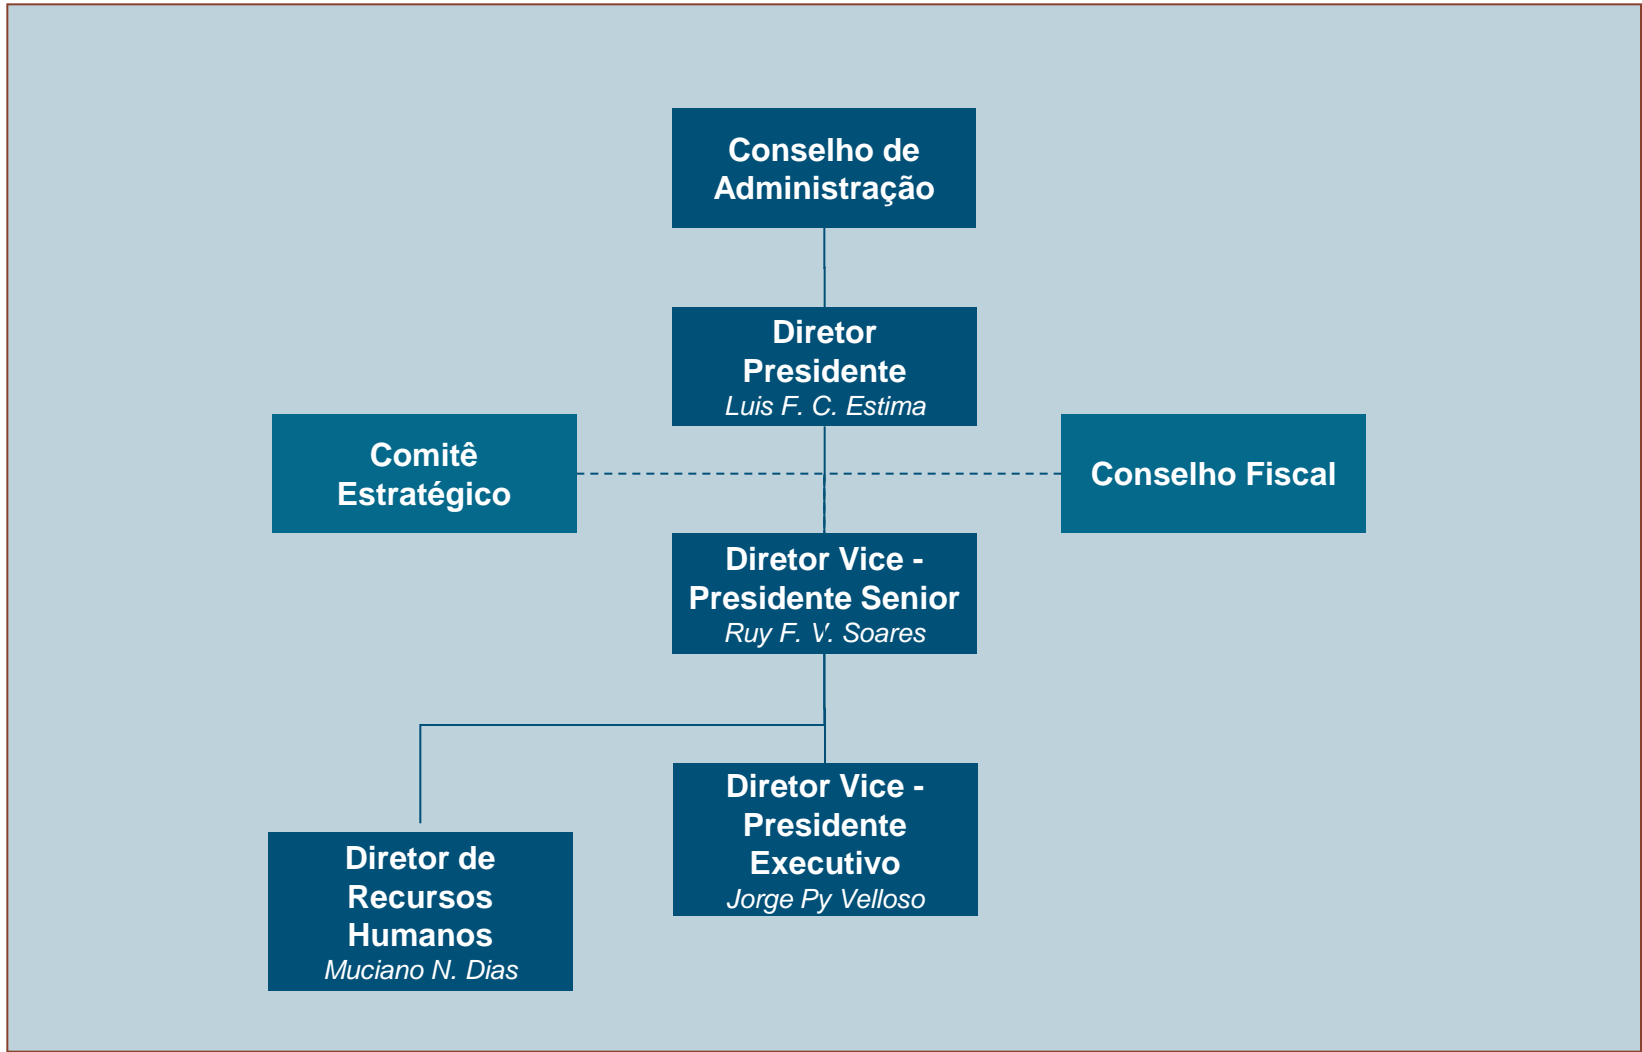 Conselho de
Administração
Diretor
Presidente
Luis F. C. Estima
Comitê
Estratégico
Conselho Fiscal
Diretor Vice -
Presidente Senior
Ruy F. V. Soares
Diretor Vice -
Presidente
Executivo
Jorge Py Velloso
Diretor de
Recursos
Humanos
Muciano N. Dias